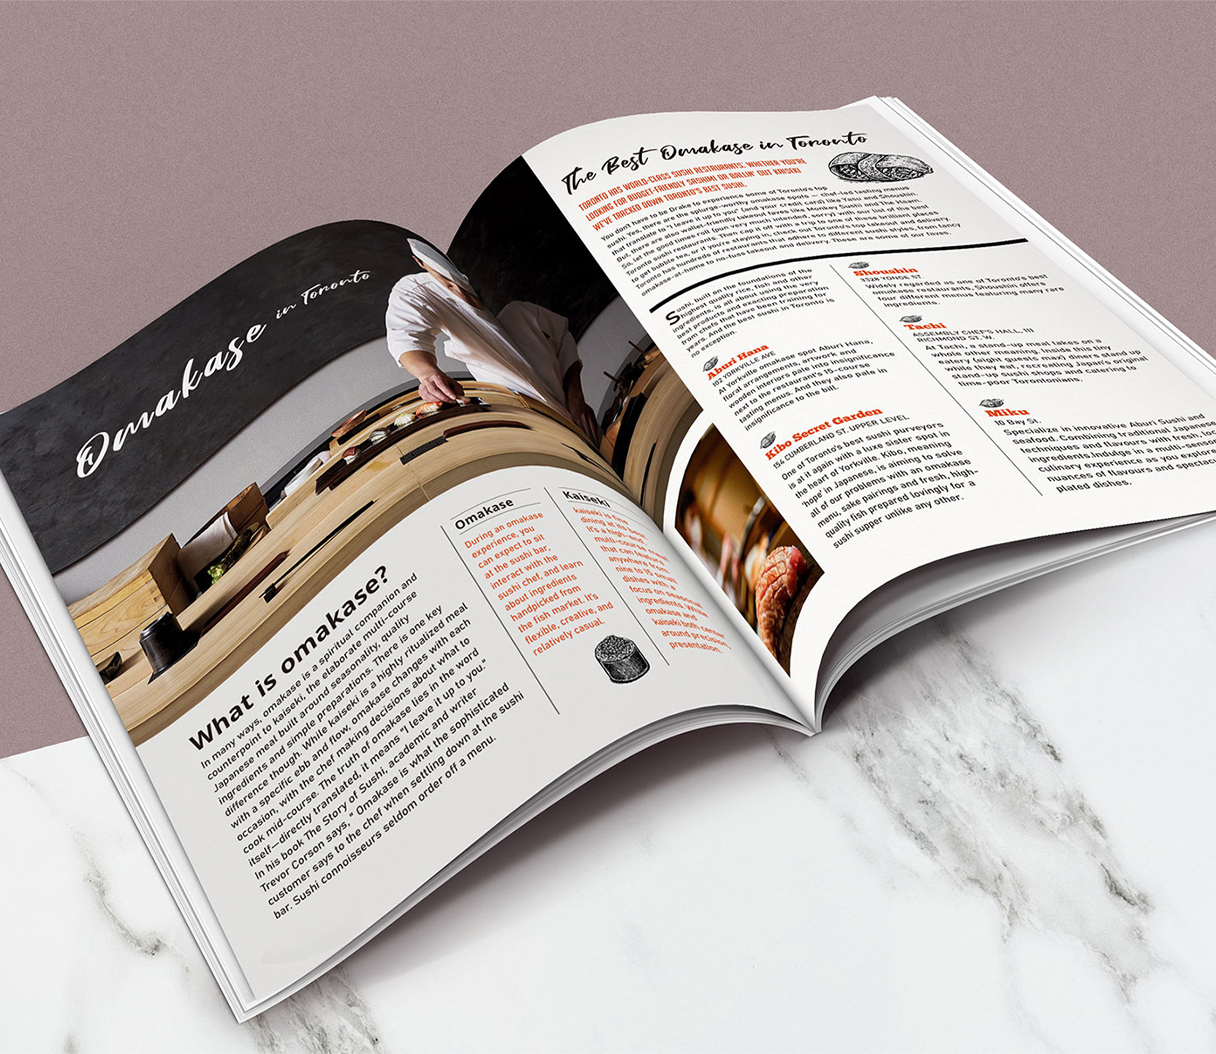 Omakase in Toronto
What is omakase?
In many ways, omakase is a spiritual companion and
counterpoint to kaiseki, the elaborate multi-course
Japanese meal built around seasonality, quality
ingredients and simple preparations. There is one key
difference though. While kaiseki is a highly ritualized meal
with a specific ebb and flow, omakase changes with each
occasion, with the chef making decisions about what to
cook mid-course. The truth of omakase lies in the word
itself—directly translated, it means "I leave it up to you."
In his book The Story of Sushi, academic and writer
Trevor Corson says, " Omakase is what the sophisticated
customer says to the chef when settling down at the sushi
bar. Sushi connoisseurs seldom order off a menu.
Omakase
During an omakase
experience, you
can expect to sit
at the sushi bar,
interact with the
sushi chef, and learn
about ingredients
handpicked from
the fish market. It's
flexible, creative, and
relatively casual.
Kaiseki
kaiseki is fine
dining at its
It's a high-end
multi-course
that can feature
anywhere from
nine to 15
dishes with a
focus on seasonal
ingredients. While
omakase and
kaiseki both center
around precision
presentation.
The Best Omakase in Toronto
TORONTO HAS WORLD-CLASS SUSHI RESTAURANTS. WHETHER YOU'RE
LOOKING FOR BUDGET-FRIENDLY SASHIMI OR BALLIN' OUT KAISEKI
WE'VE TRACKED DOWN TORONTO'S BEST SUSHI.
You don't have to be Drake to experience some of Toronto's top
sushi. Yes, there are the splurge-worthy omakase spots — chef-led tasting menus
that translate to "I leave it up to you" (and your credit card) like Yasu and Shoushin.
But, there are also wallet-friendly takeout faves like Monkey Sushi and The
So, let the good times roll (pun very much intended, sorry) with our list of the best
Toronto sushi restaurants. Then cap it off with a trip to one of these brilliant places
to get bubble tea, or if you're staying in, check out Toronto's top takeout and delivery.
Toronto has hundreds of restaurants that adhere to different sushi styles, from fancy
omakase-at-home to no-fuss takeout and delivery. These are some of our faves.
Sushi, built on the foundations of the
highest quality rice, fish and other
ingredients, is all about using the very
best products and exacting preparation
from chefs that have been training for
years. And the best sushi in Toronto is
no exception.
Aburi Hana
102 YORKVILLE AVE
At Yorkville omakase spot Aburi Hana,
floral arrangements, artwork and
wooden interiors pale into insignificance
next to the restaurant's 15-course
tasting menus. And they also pale in
insignificance to the bill.
Kibo Secret Garden
154 CUMBERLAND ST. UPPER LEVEL.
One of Toronto's best sushi purveyors
is at it again with a luxe sister spot in
the heart of Yorkville. Kibo, meaning
'hope' in Japanese, is aiming to solve
all of our problems with an omakase
menu, sake pairings and fresh, high-
quality fish prepared lovingly for a
sushi supper unlike any other.
Shoushin
3328 YONGE ST
Widely regarded as one of Toronto's best
omakase restaurants, Shoushin offers
four different menus featuring many rare
ingredients.
Tachi
ASSEMBLY CHEF'S HALL, 111
RICHMOND ST. W.
At Tachi, a stand-up meal takes on a
whole other meaning. Inside this tiny
eatery (eight guests max) diners stand up
while they eat, recreating Japan's original
stand-up sushi shops and catering to
time-poor Torontonians.
Miku
10 Bay St.
Specialize in innovative Aburi Sushi and
seafood. Combining traditional Japanese
techniques and flavours with fresh,
ingredients.Indulge in a multi-sensory
culinary experience as you explore
nuances of flavours and
plated dishes.